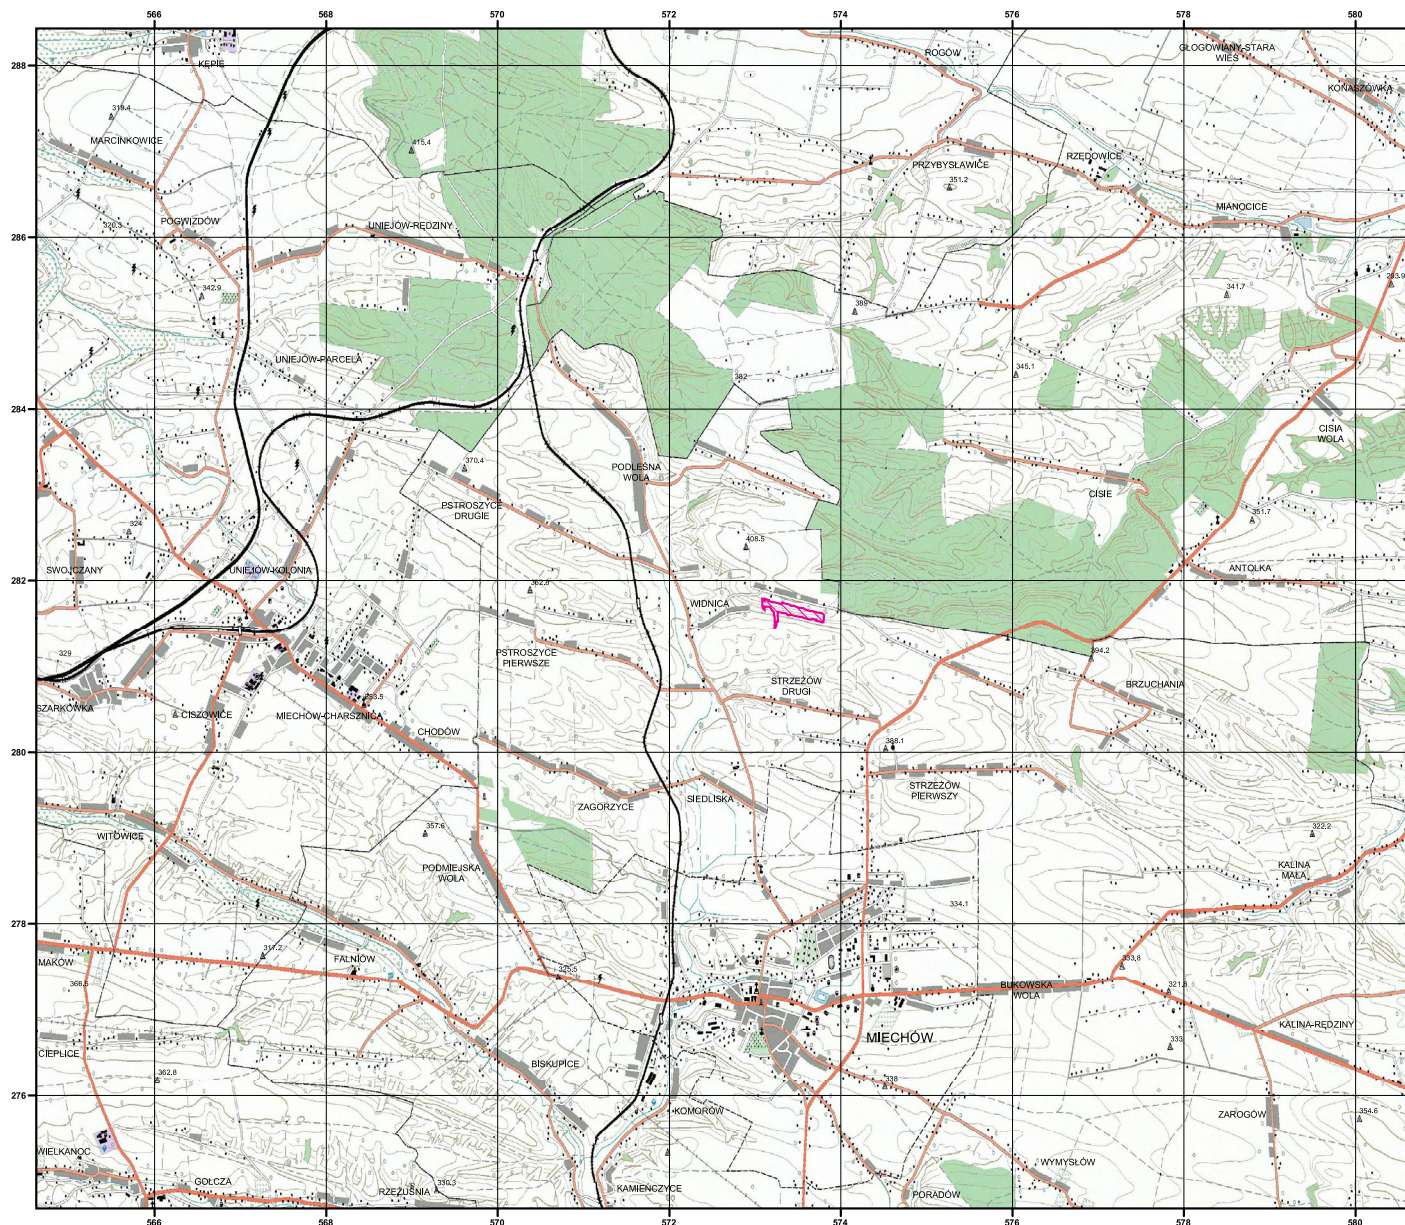 566 568 570 572 574 576 578 580
288
KĘPIE
ROGÓW
GŁOGOWIANY-STARA
WIEŚ
KONASZÓWKA
319.4
MARCINKOWICE
415.4
PRZYBYSŁAWICE
RZĘDOWICE
351.2
286
POGWIZDÓW
320.3
UNIEJÓW-RĘDZINY
MIANOCICE
342.9
389
341.7
293.9
UNIEJÓW-PARCELA
382
345.1
284
CISIA
WOLA
370.4
PODLEŚNA
WOLA
CISIE
PSTROSZYCE
DRUGIE
324
351.7
408.5
282
SWOJCZANY
UNIEJÓW-KOLONIA
362.8
ANTOLKA
WIDNICA
329
PSTROSZYCE
PIERWSZE
394.2
STRZEŻÓW
DRUGI
BRZUCHANIA
SZARKÓWKA
CISZOWICE
353.5
MIECHÓW-CHARSZNICA
CHODÓW
388.1
280
STRZEŻÓW
PIERWSZY
ZAGORZYCE
SIEDLISKA
WITOWICE
357.6
322.2
PODMIEJSKA
WOLA
KALINA
MAŁA
334.1
278
317.2
MAKÓW
FALNIÓW
325.5
333,8
366.5
BUKOWSKA
WOLA
321.8
KALINA-RĘDZINY
MIECHÓW
333
CIEPLICE
BISKUPICE
362.8
338
276
KOMORÓW
ZAROGÓW
354.6
WIELKANOC
WYMYSŁÓW
GOŁCZA
RZEŻUŚNIA
330.3
KAMIEŃCZYCE
PORADÓW
566 568 570 572 574 576 578 580